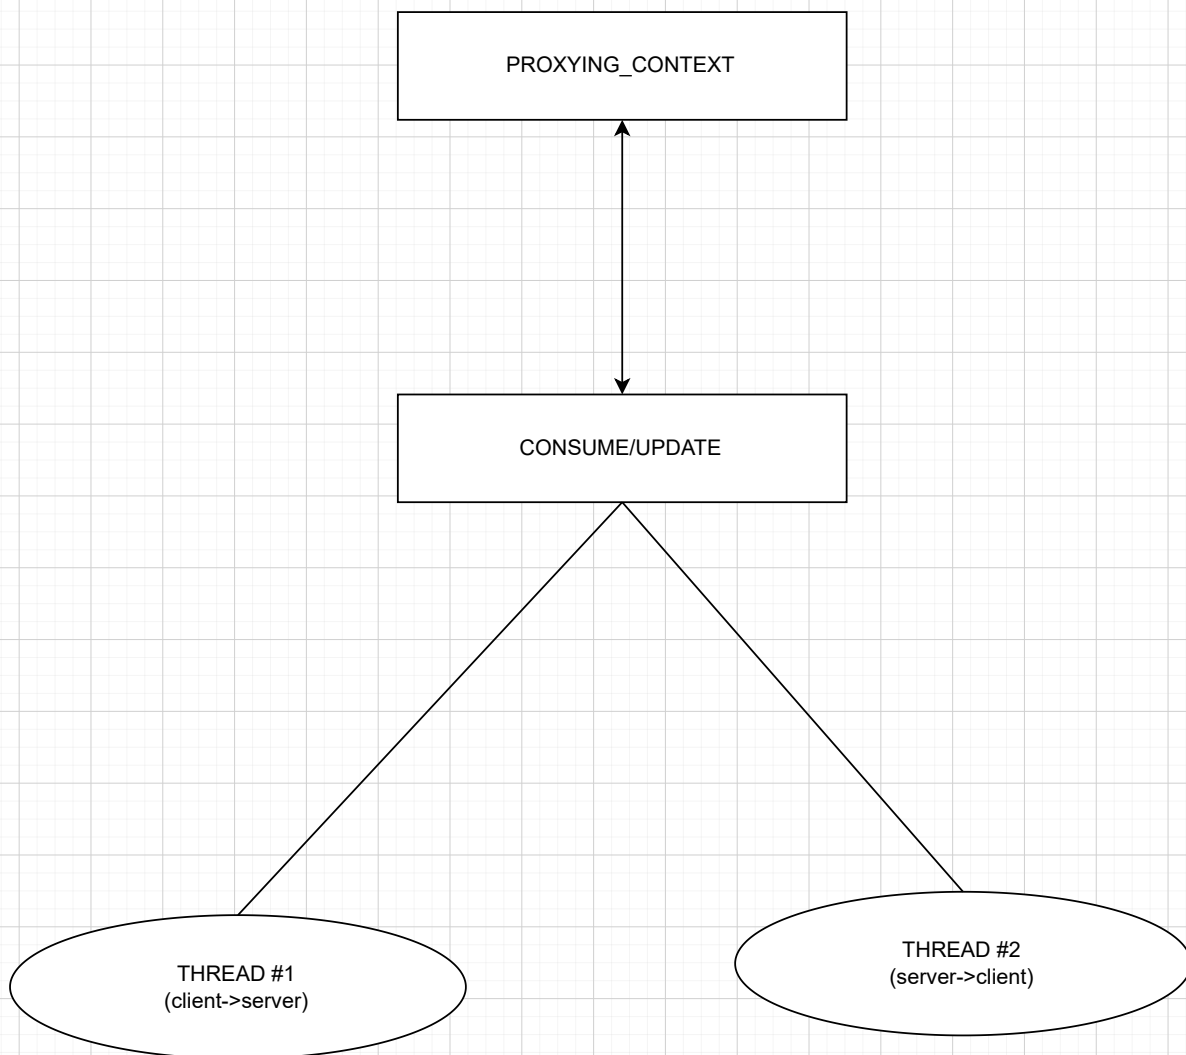 PROXYING_CONTEXT
CONSUME/UPDATE
THREAD #1
(client->server)
THREAD #2
(server->client)